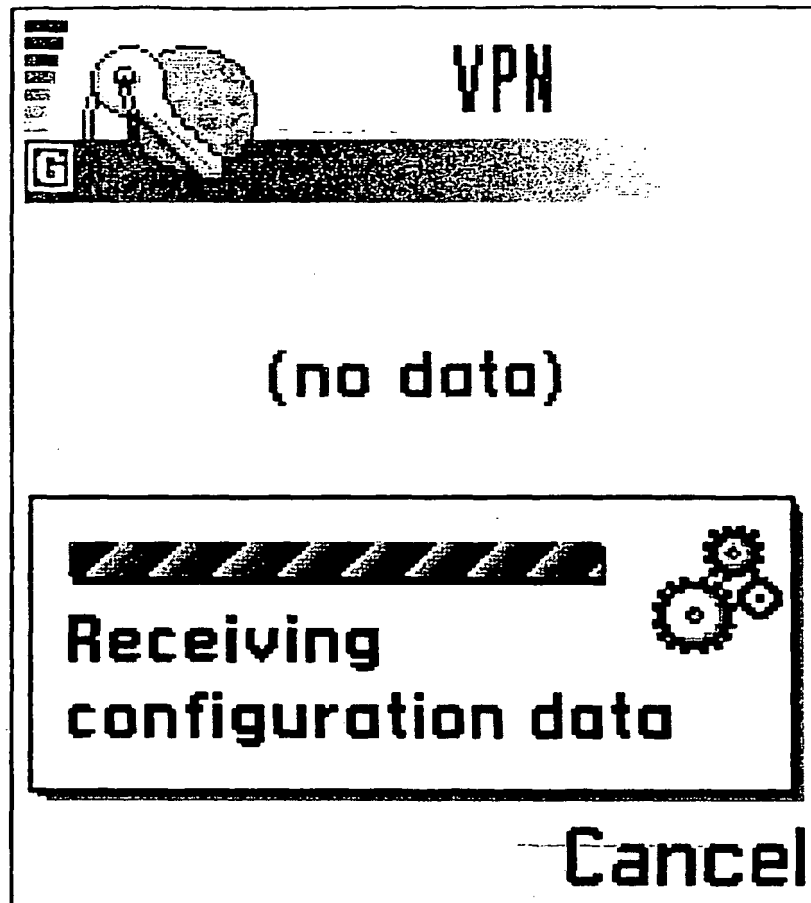 VPN
G
(no data)
Receiving
configuration data
Cancel